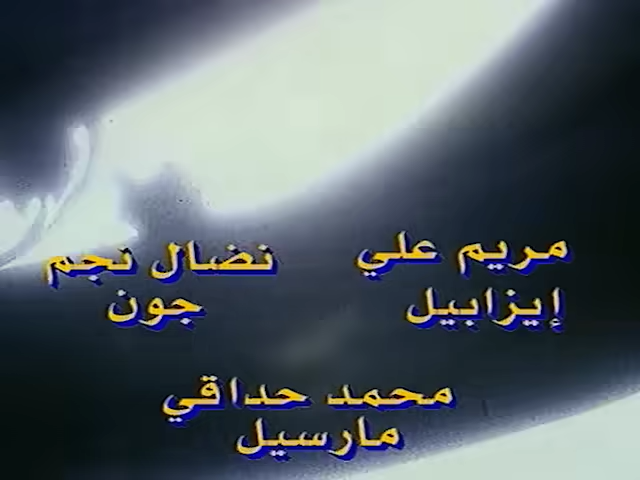 مريم علي
إيزابيل
نضال نجم
جون
محمد حداقي
مارسيل